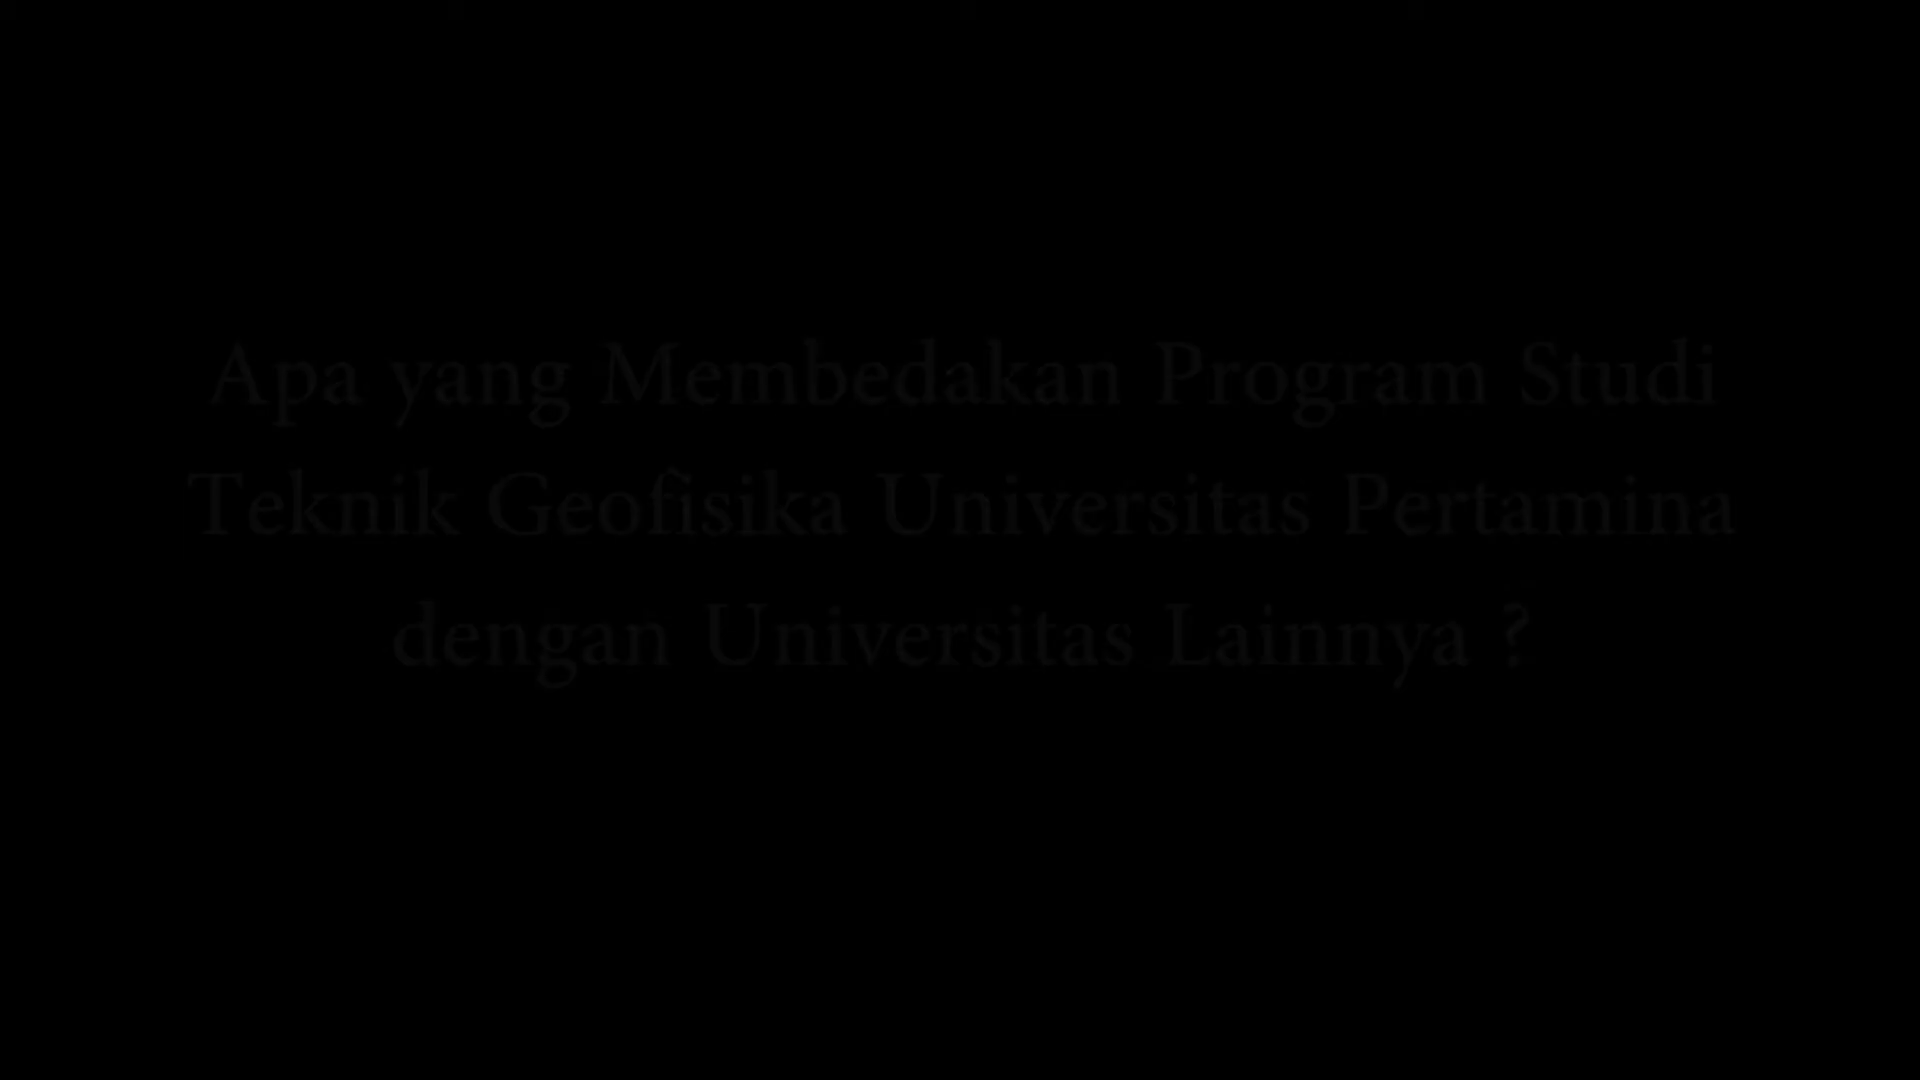 Apa yang Membedakan Program Studi
Teknik Geofisika Universitas Pertamina
dengan Universitas Lainnya ?